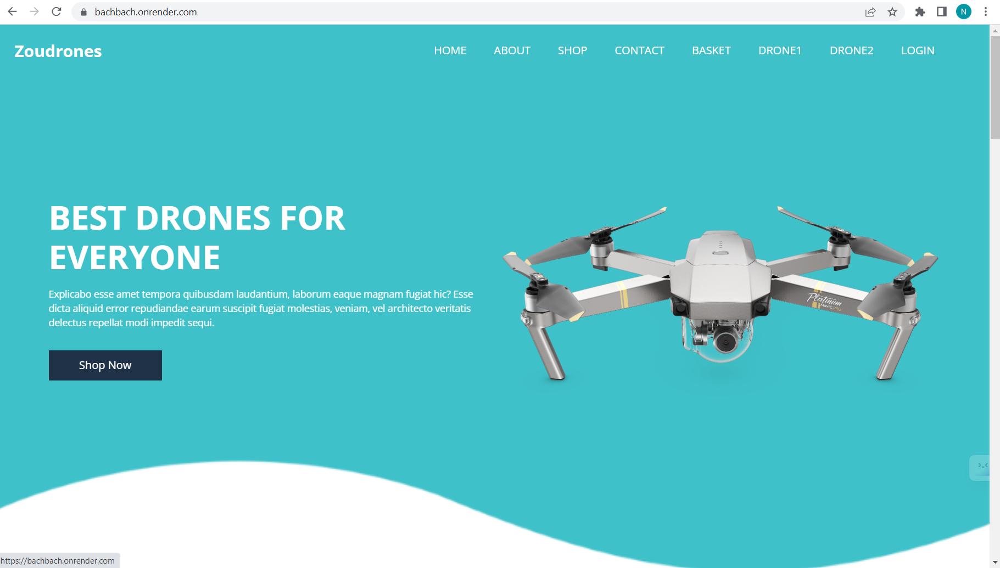 bachbach.onrender.com
N
Zoudrones
HOME ABOUT SHOP CONTACT BASKET DRONE1 DRONE2 LOGIN
BEST DRONES FOR
EVERYONE
Explicabo esse amet tempora quibusdam laudantium, laborum eaque magnam fugiat hic? Esse
dicta aliquid error repudiandae earum suscipit fugiat molestias, veniam, vel architecto veritatis
delectus repellat modi impedit sequi.
Shop Now
Platinum
MAVIC PRO
https://bachbach.onrender.com